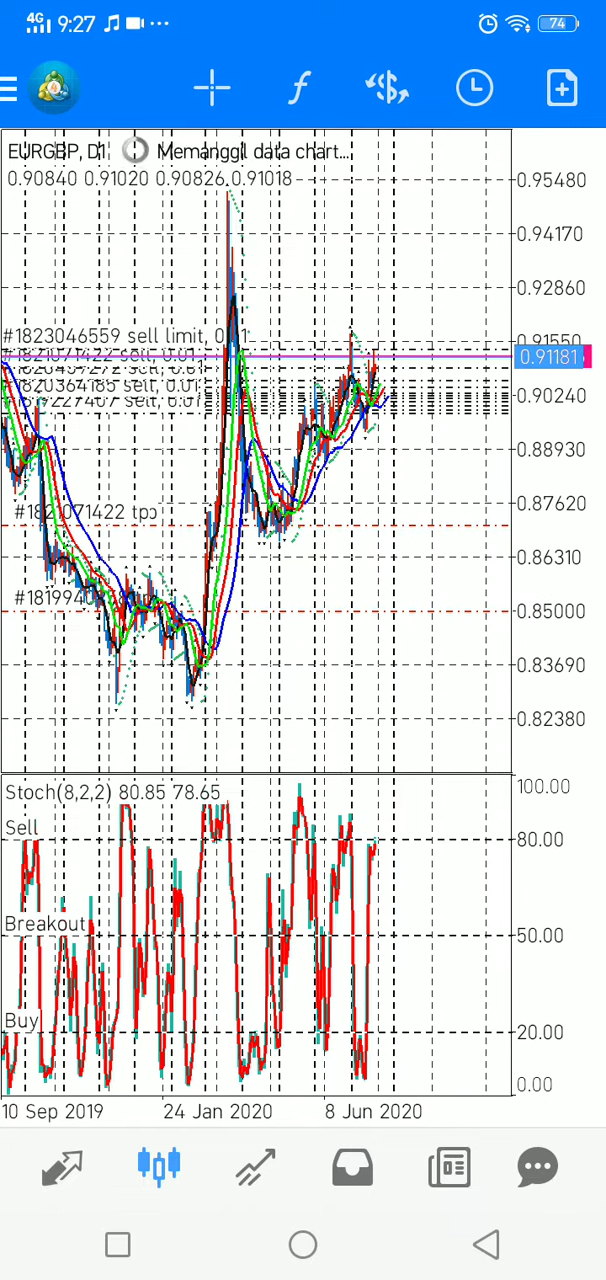 4G 9:27 74
EURGBP, D1 Memanggil data chart...
0.90840 0.91020 0.90826 0.91018
0.95480
0.94170
0.92860
#1823046559 sell limit, 0.
0.91550
#1821071422 sell, 0.01
0.91181
#1820364185 sell, 0.01
0.90240
0.88930
0.87620
#1821071422 tp
0.86310
0.85000
0.83690
0.82380
Stoch(8,2,2) 80.85 78.65
100.00
Sell
80.00
Breakout
50.00
Buy
20.00
0.00
10 Sep 2019 24 Jan 2020 8 Jun 2020